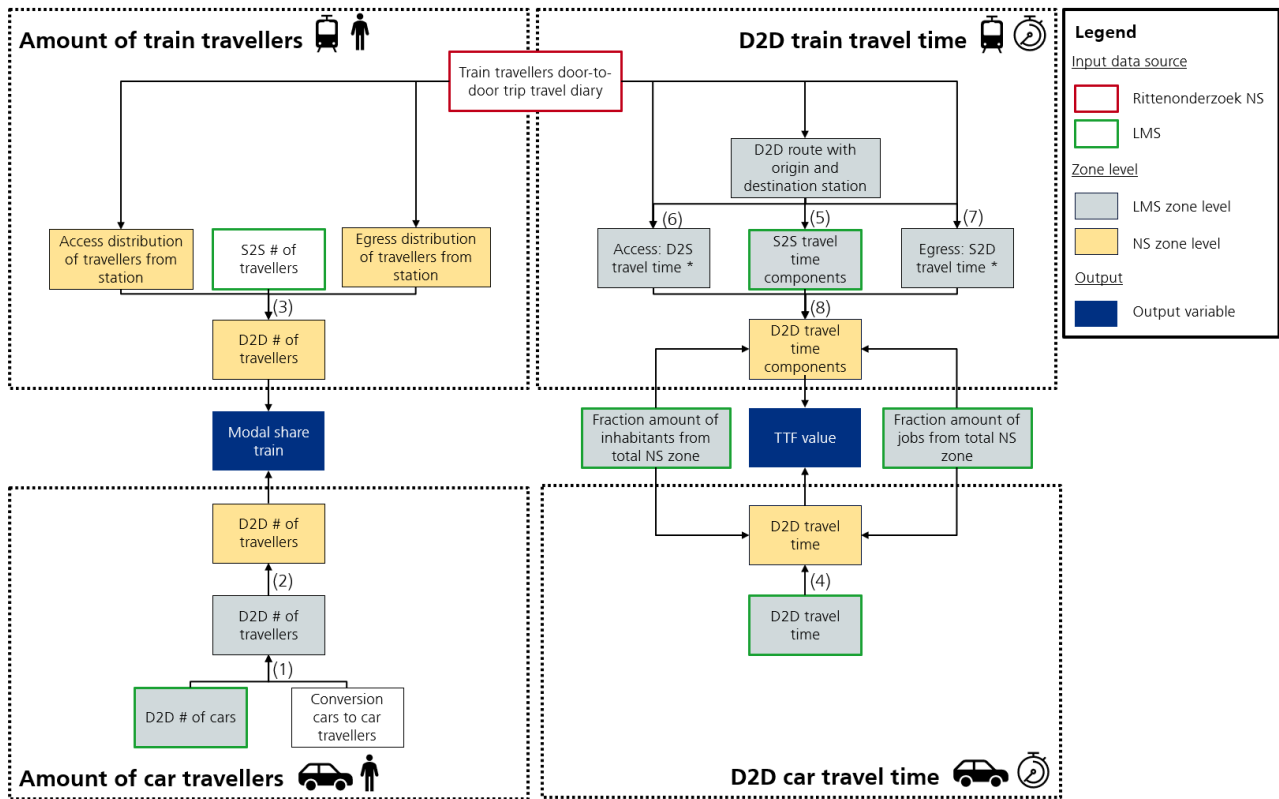 Amount of train travellers
D2D train travel time
Train travellers door-to-
door trip travel diary
D2D route with
origin and
destination station
(6)
(5)
(7)
Access distribution
of travellers from
station
S2S # of
travellers
Egress distribution
of travellers from
station
Access: D2S
travel time *
S2S travel
time
components
Egress: S2D
travel time *
(3)
(8)
D2D # of
travellers
D2D travel
time
components
Modal share
train
Fraction amount of
inhabitants from
total NS zone
TTF value
Fraction amount of
jobs from total NS
zone
D2D # of
travellers
D2D travel
time
(2)
(4)
D2D # of
travellers
D2D travel
time
(1)
D2D # of cars
Conversion
cars to car
travellers
Amount of car travellers
D2D car travel time
Legend
Input data source
Rittenonderzoek NS
LMS
Zone level
LMS zone level
NS zone level
Output
Output variable